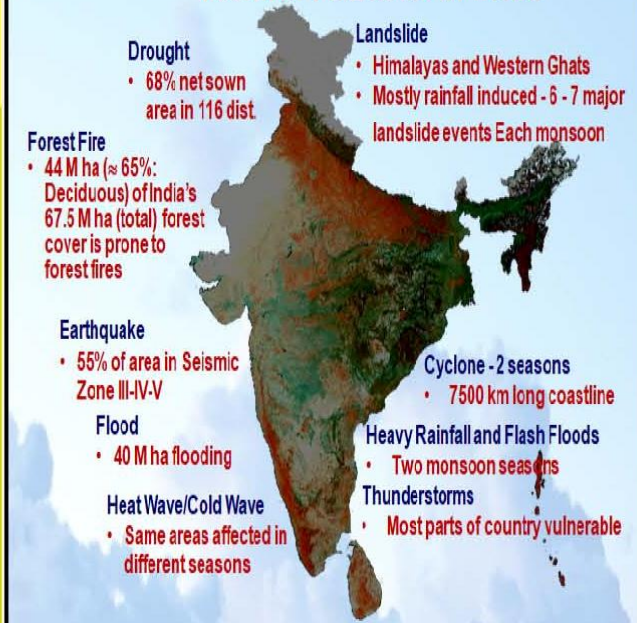 Drought
• 68% net sown
area in 116 dist.
Landslide
• Himalayas and Western Ghats
• Mostly rainfall induced - 6 - 7 major
landslide events Each monsoon
Forest Fire
• 44 M ha (≈ 65%:
Deciduous) of India's
67.5 M ha (total) forest
cover is prone to
forest fires
Earthquake
• 55% of area in Seismic
Zone III-IV-V
Cyclone - 2 seasons
• 7500 km long coastline
Flood
• 40 M ha flooding
Heavy Rainfall and Flash Floods
• Two monsoon seasons
Heat Wave/Cold Wave
• Same areas affected in
different seasons
Thunderstorms
• Most parts of country vulnerable